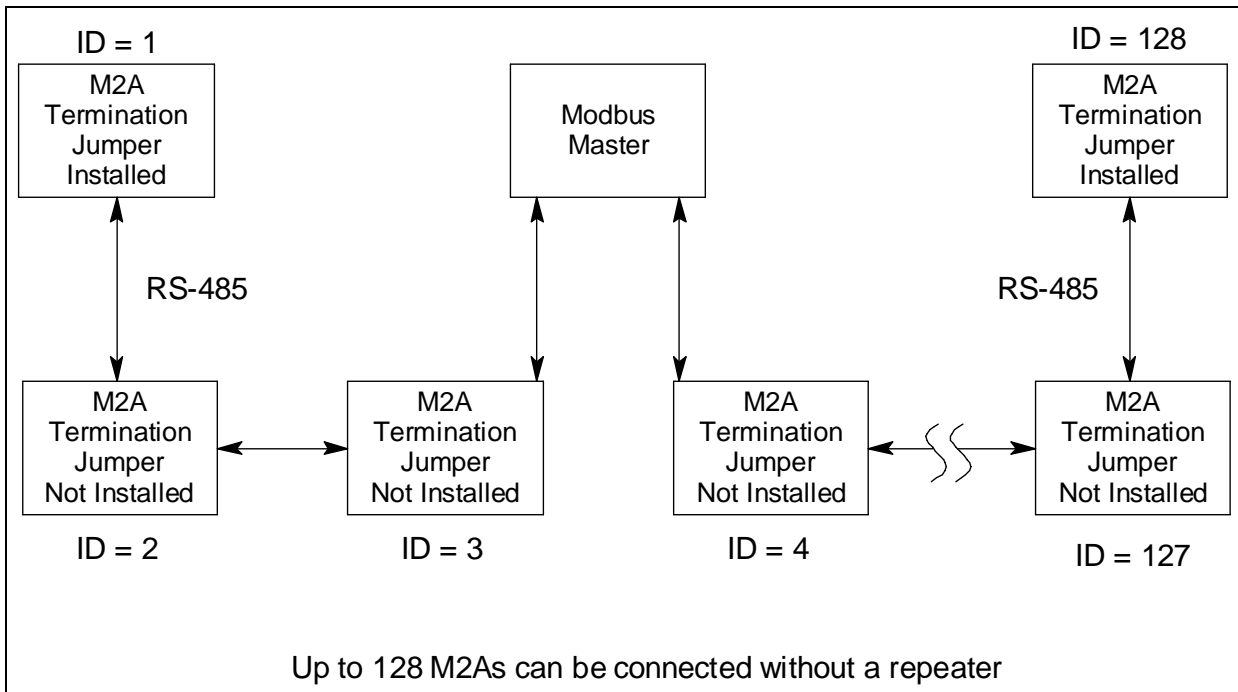 ID = 1
M2A
Termination
Jumper
Installed
Modbus
Master
ID = 128
M2A
Termination
Jumper
Installed
RS-485
RS-485
M2A
Termination
Jumper
Not Installed
ID = 2
M2A
Termination
Jumper
Not Installed
ID = 3
M2A
Termination
Jumper
Not Installed
ID = 4
M2A
Termination
Jumper
Not Installed
ID = 127
Up to 128 M2As can be connected without a repeater